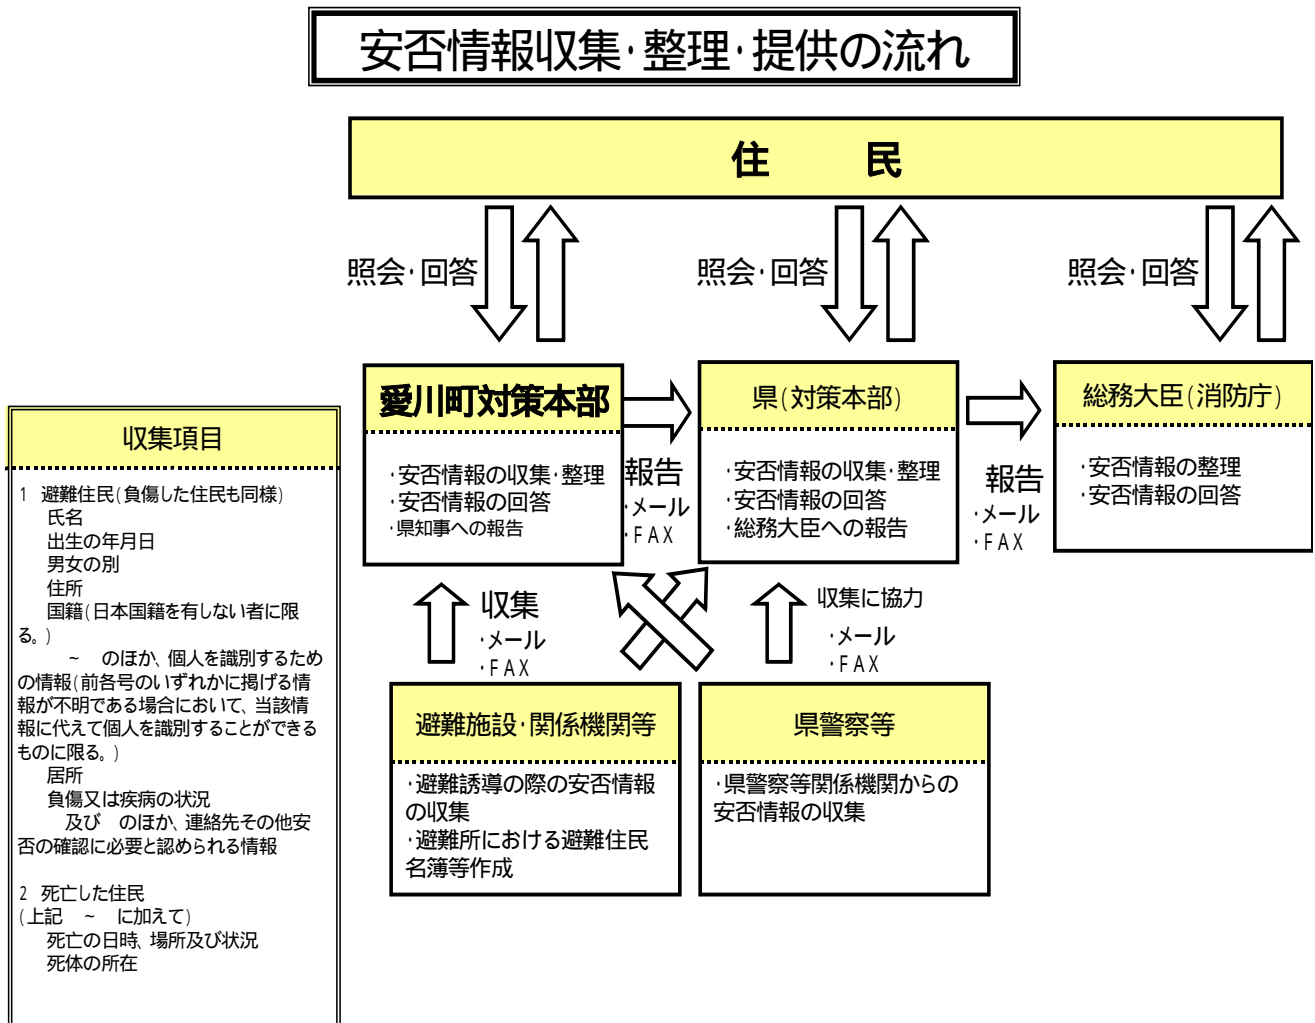 安否情報収集･整理･提供の流れ
住　　民
照会･回答
照会･回答
照会･回答
愛川町対策本部
･安否情報の収集･整理
･安否情報の回答
･県知事への報告
報告
･メール
･FAX
県(対策本部)
･安否情報の収集･整理
･安否情報の回答
･総務大臣への報告
報告
･メール
･FAX
総務大臣(消防庁)
･安否情報の整理
･安否情報の回答
収集項目
1　避難住民(負傷した住民も同様)
氏名
出生の年月日
男女の別
住所
国籍(日本国籍を有しない者に限
る。)
～　のほか、個人を識別するため
の情報(前各号のいずれかに掲げる情
報が不明である場合において、当該情
報に代えて個人を識別することができる
ものに限る。)
居所
負傷又は疾病の状況
及び　のほか、連絡先その他安
否の確認に必要と認められる情報
2　死亡した住民
(上記　～　に加えて)
死亡の日時、場所及び状況
死体の所在
収集
･メール
･FAX
収集に協力
･メール
･FAX
避難施設･関係機関等
･避難誘導の際の安否情報
の収集
･避難所における避難住民
名簿等作成
県警察等
･県警察等関係機関からの
安否情報の収集